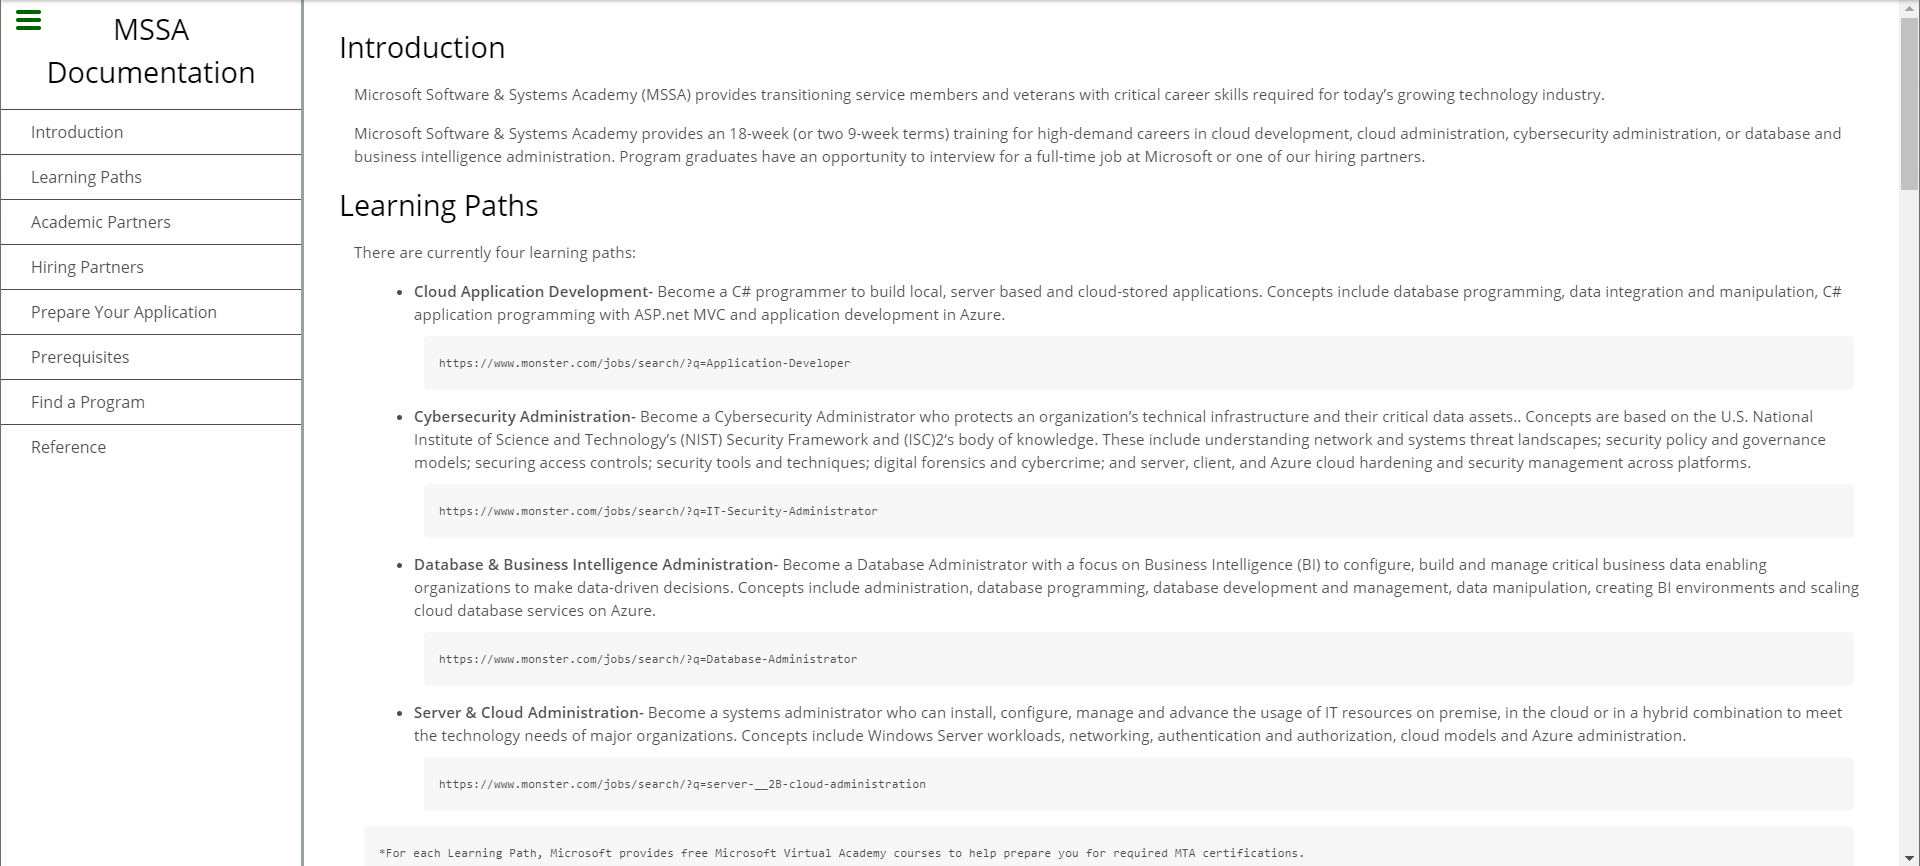 MSSA
Documentation
Introduction
Learning Paths
Academic Partners
Hiring Partners
Prepare Your Application
Prerequisites
Find a Program
Reference
Introduction
Microsoft Software & Systems Academy (MSSA) provides transitioning service members and veterans with critical career skills required for today’s growing technology industry.
Microsoft Software & Systems Academy provides an 18-week (or two 9-week terms) training for high-demand careers in cloud development, cloud administration, cybersecurity administration, or database and
business intelligence administration. Program graduates have an opportunity to interview for a full-time job at Microsoft or one of our hiring partners.
Learning Paths
There are currently four learning paths:
• Cloud Application Development- Become a C# programmer to build local, server based and cloud-stored applications. Concepts include database programming, data integration and manipulation, C#
application programming with ASP.net MVC and application development in Azure.
https://www.monster.com/jobs/search/?q=Application-Developer
• Cybersecurity Administration- Become a Cybersecurity Administrator who protects an organization’s technical infrastructure and their critical data assets.. Concepts are based on the U.S. National
Institute of Science and Technology’s (NIST) Security Framework and (ISC)2‘s body of knowledge. These include understanding network and systems threat landscapes; security policy and governance
models; securing access controls; security tools and techniques; digital forensics and cybercrime; and server, client, and Azure cloud hardening and security management across platforms.
https://www.monster.com/jobs/search/?q=IT-Security-Administrator
• Database & Business Intelligence Administration- Become a Database Administrator with a focus on Business Intelligence (BI) to configure, build and manage critical business data enabling
organizations to make data-driven decisions. Concepts include administration, database programming, database development and management, data manipulation, creating BI environments and scaling
cloud database services on Azure.
https://www.monster.com/jobs/search/?q=Database-Administrator
• Server & Cloud Administration- Become a systems administrator who can install, configure, manage and advance the usage of IT resources on premise, in the cloud or in a hybrid combination to meet
the technology needs of major organizations. Concepts include Windows Server workloads, networking, authentication and authorization, cloud models and Azure administration.
https://www.monster.com/jobs/search/?q=server-__2B-cloud-administration
*For each Learning Path, Microsoft provides free Microsoft Virtual Academy courses to help prepare you for required MTA certifications.